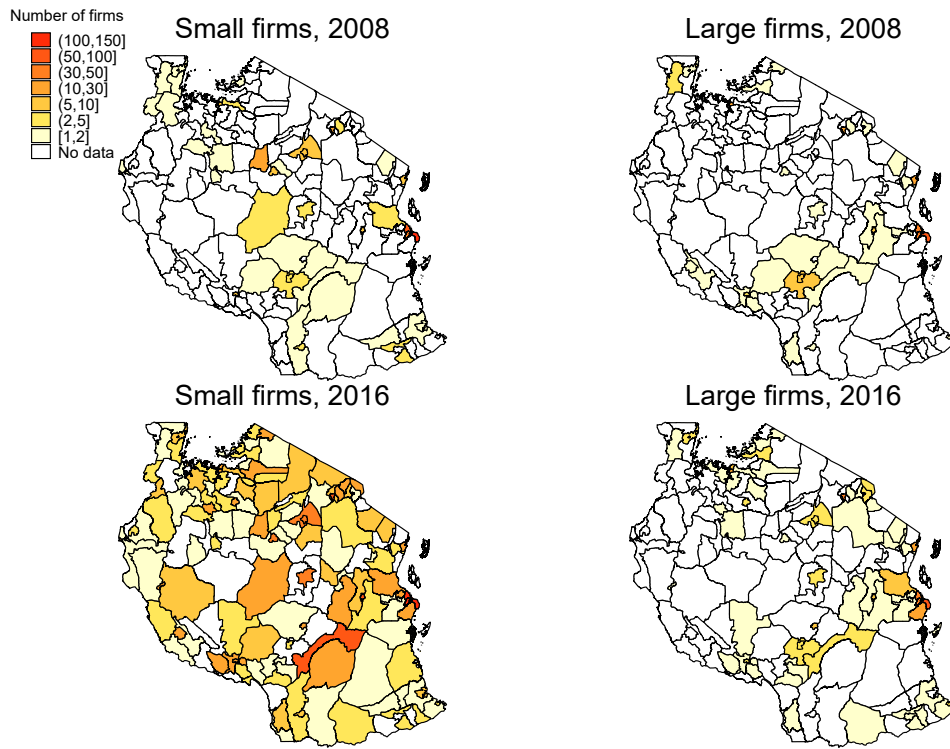 Number of firms
(100,150]
(50,100]
(30,50]
(10,30]
(5,10]
(2,5]
[1,2]
No data
Small firms, 2008
Large firms, 2008
Small firms, 2016
Large firms, 2016